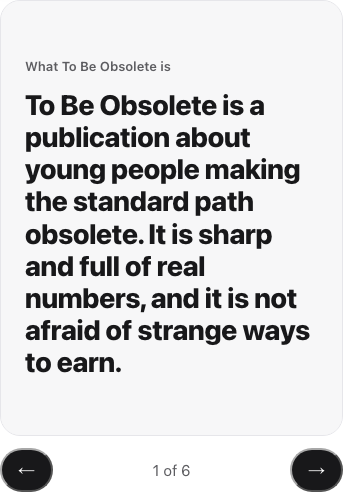 What To Be Obsolete is
To Be Obsolete is a
publication about
young people making
the standard path
obsolete. It is sharp
and full of real
numbers, and it is not
afraid of strange ways
to earn.
← 1 of 6 →